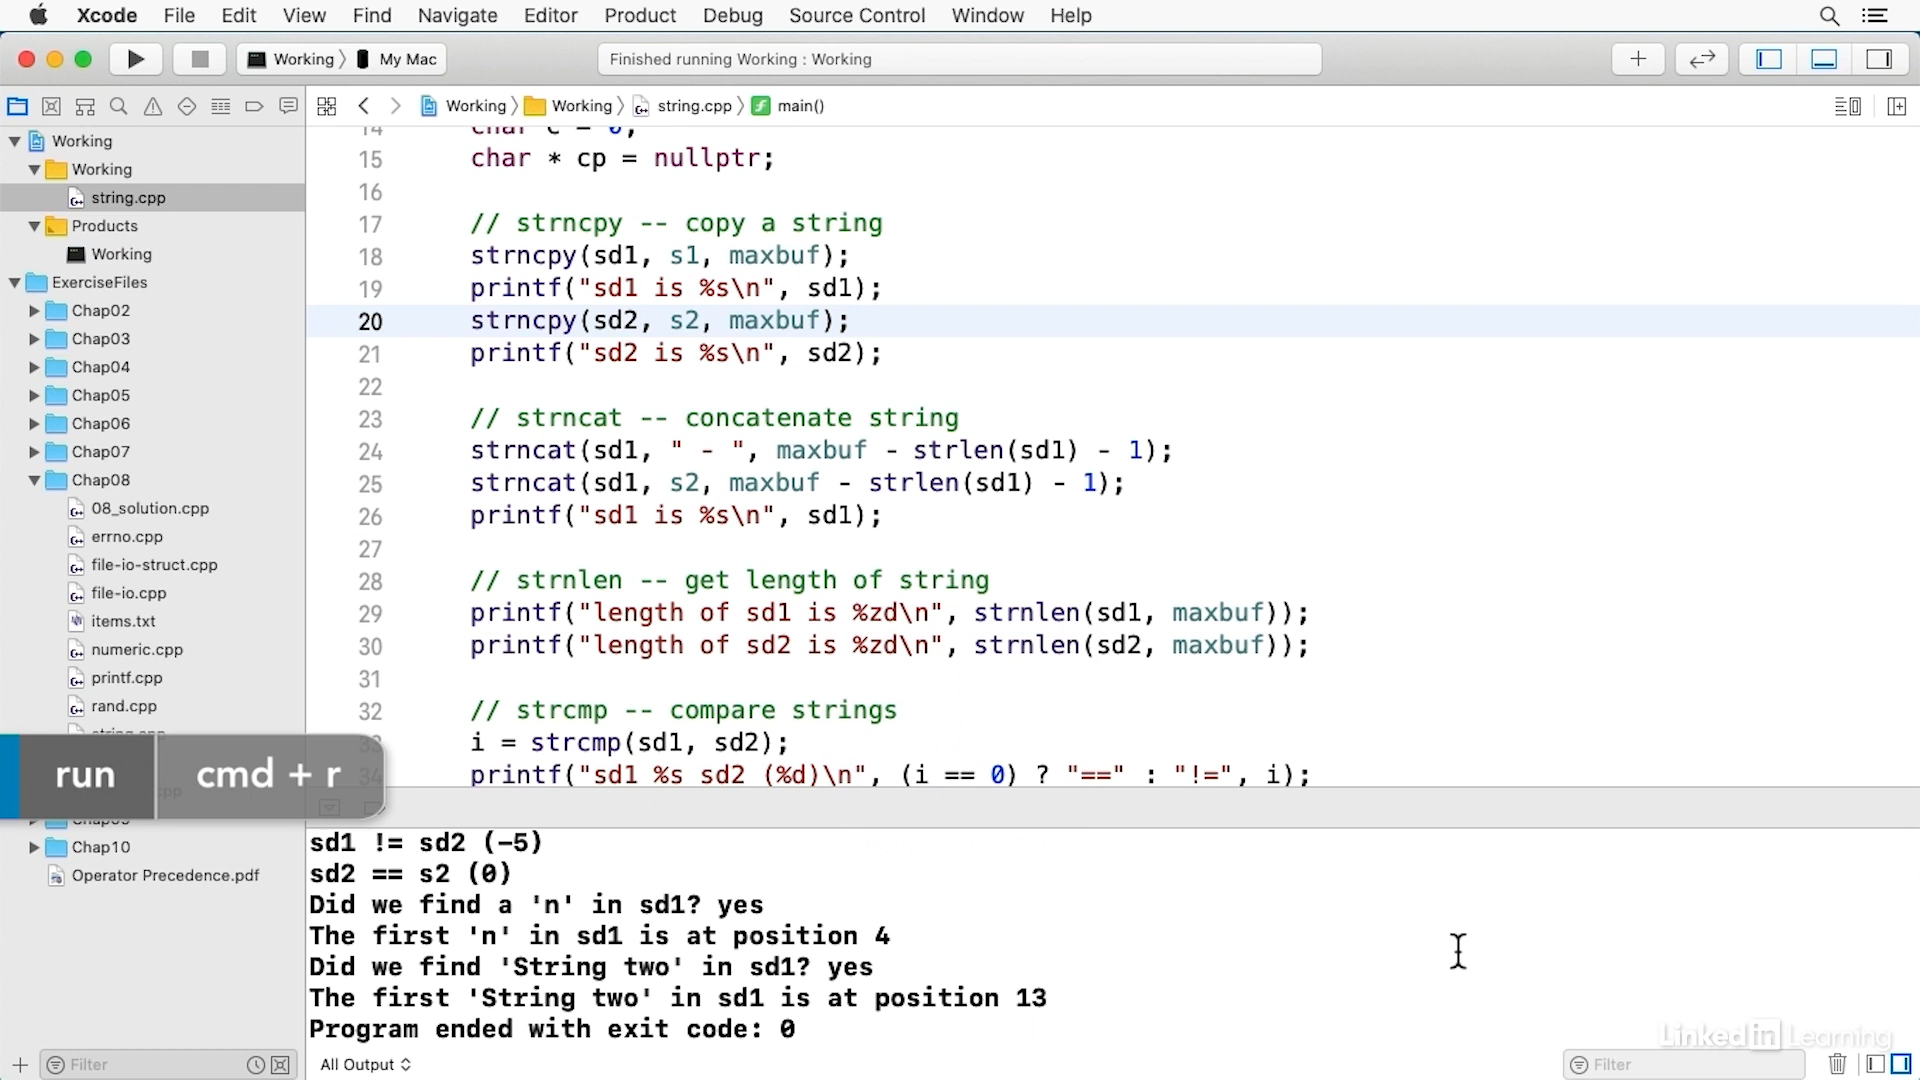 Xcode File Edit View Find Navigate Editor Product Debug Source Control Window Help
Working My Mac
Finished running Working : Working
Working Working string.cpp main()
Working
Working
string.cpp
Products
Working
ExerciseFiles
Chap02
Chap03
Chap04
Chap05
Chap06
Chap07
Chap08
08_solution.cpp
errno.cpp
file-io-struct.cpp
file-io.cpp
items.txt
numeric.cpp
printf.cpp
rand.cpp
string.cpp
run cmd + r
Chap09
Chap10
Operator Precedence.pdf
Filter
14 char c = 0;
15 char * cp = nullptr;
16
17 // strncpy -- copy a string
18 strncpy(sd1, s1, maxbuf);
19 printf("sd1 is %s\n", sd1);
20 strncpy(sd2, s2, maxbuf);
21 printf("sd2 is %s\n", sd2);
22
23 // strncat -- concatenate string
24 strncat(sd1, " - ", maxbuf - strlen(sd1) - 1);
25 strncat(sd1, s2, maxbuf - strlen(sd1) - 1);
26 printf("sd1 is %s\n", sd1);
27
28 // strnlen -- get length of string
29 printf("length of sd1 is %zd\n", strnlen(sd1, maxbuf));
30 printf("length of sd2 is %zd\n", strnlen(sd2, maxbuf));
31
32 // strcmp -- compare strings
33 i = strcmp(sd1, sd2);
34 printf("sd1 %s sd2 (%d)\n", (i == 0) ? "==" : "!=", i);
sd1 != sd2 (-5)
sd2 == s2 (0)
Did we find a 'n' in sd1? yes
The first 'n' in sd1 is at position 4
Did we find 'String two' in sd1? yes
The first 'String two' in sd1 is at position 13
Program ended with exit code: 0
All Output
Filter
LinkedIn Learning